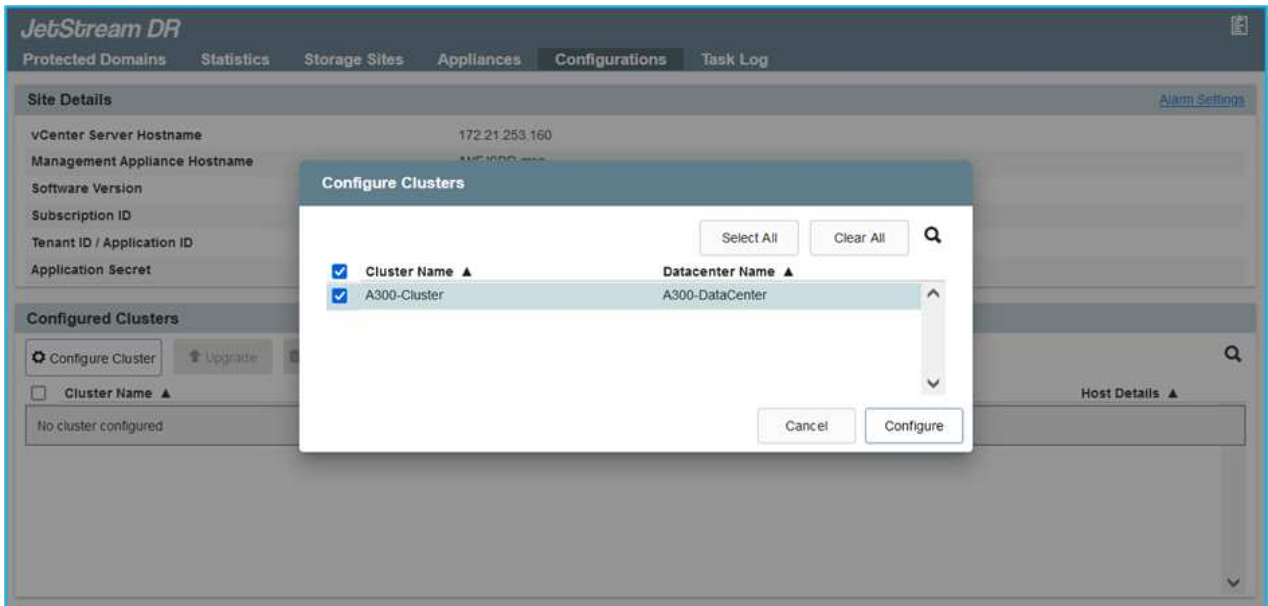 JetStream DR
Protected Domains Statistics Storage Sites Appliances Configurations Task Log
Site Details Alarm Settings
vCenter Server Hostname 172.21.253.160
Management Appliance Hostname
Software Version
Subscription ID
Tenant ID / Application ID
Application Secret
Configure Clusters
Select All Clear All
Cluster Name ▲ Datacenter Name ▲
A300-Cluster A300-DataCenter
Cancel Configure
Configured Clusters
Configure Cluster Upgrade
Cluster Name ▲ Host Details ▲
No cluster configured